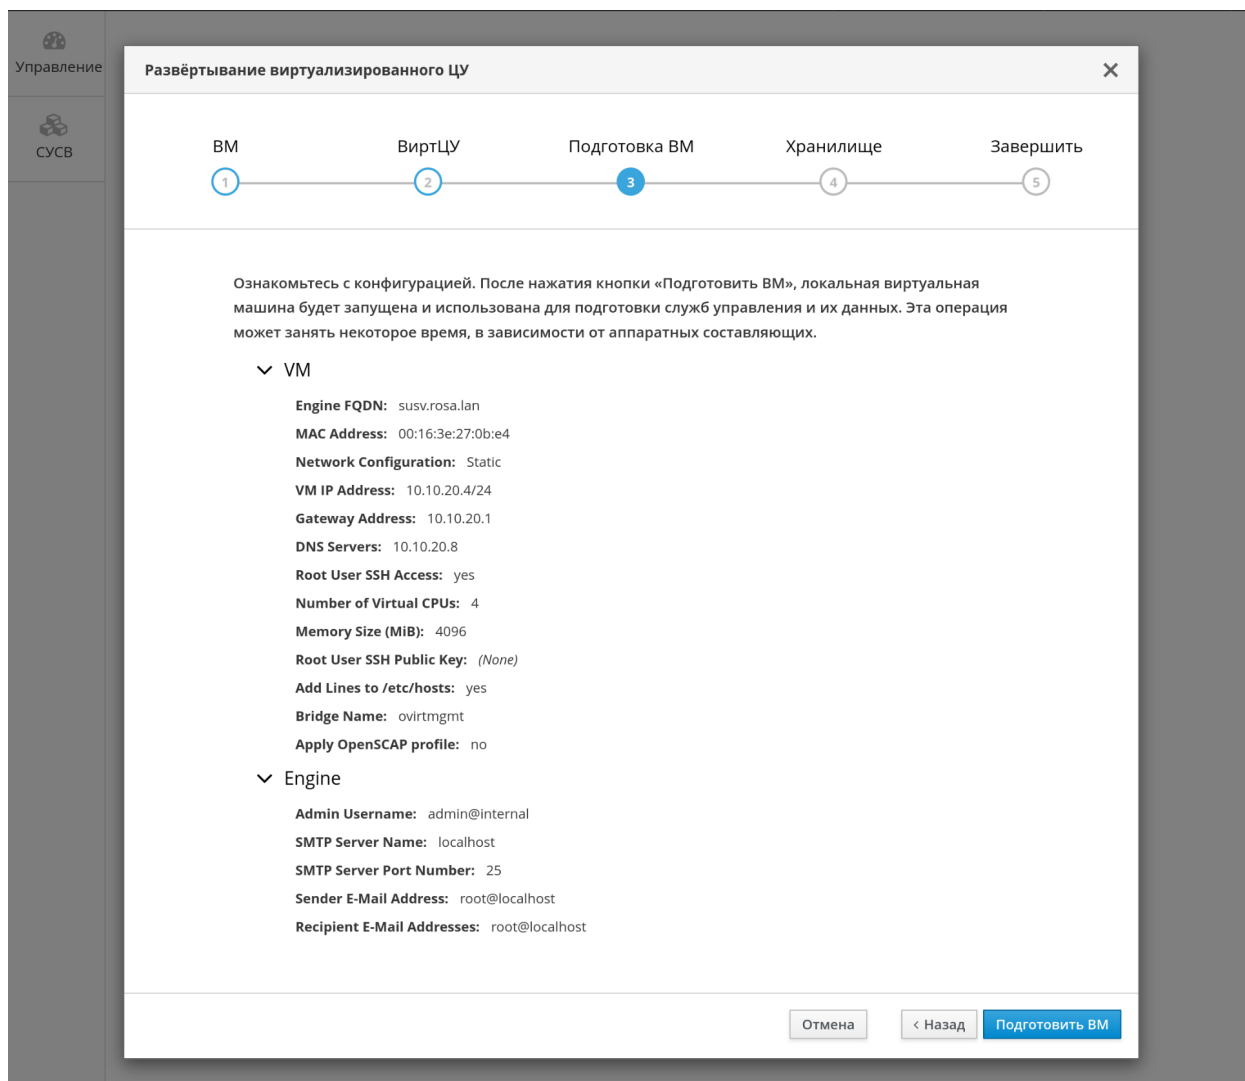 Управление
СУСВ
Развёртывание виртуализированного ЦУ
ВМ
ВиртЦУ
Подготовка ВМ
Хранилище
Завершить
1
2
3
4
5
Ознакомьтесь с конфигурацией. После нажатия кнопки «Подготовить ВМ», локальная виртуальная
машина будет запущена и использована для подготовки служб управления и их данных. Эта операция
может занять некоторое время, в зависимости от аппаратных составляющих.
VM
Engine FQDN: susv.rosa.lan
MAC Address: 00:16:3e:27:0b:e4
Network Configuration: Static
VM IP Address: 10.10.20.4/24
Gateway Address: 10.10.20.1
DNS Servers: 10.10.20.8
Root User SSH Access: yes
Number of Virtual CPUs: 4
Memory Size (MiB): 4096
Root User SSH Public Key: (None)
Add Lines to /etc/hosts: yes
Bridge Name: ovirtmgmt
Apply OpenSCAP profile: no
Engine
Admin Username: admin@internal
SMTP Server Name: localhost
SMTP Server Port Number: 25
Sender E-Mail Address: root@localhost
Recipient E-Mail Addresses: root@localhost
Отмена
Назад
Подготовить ВМ